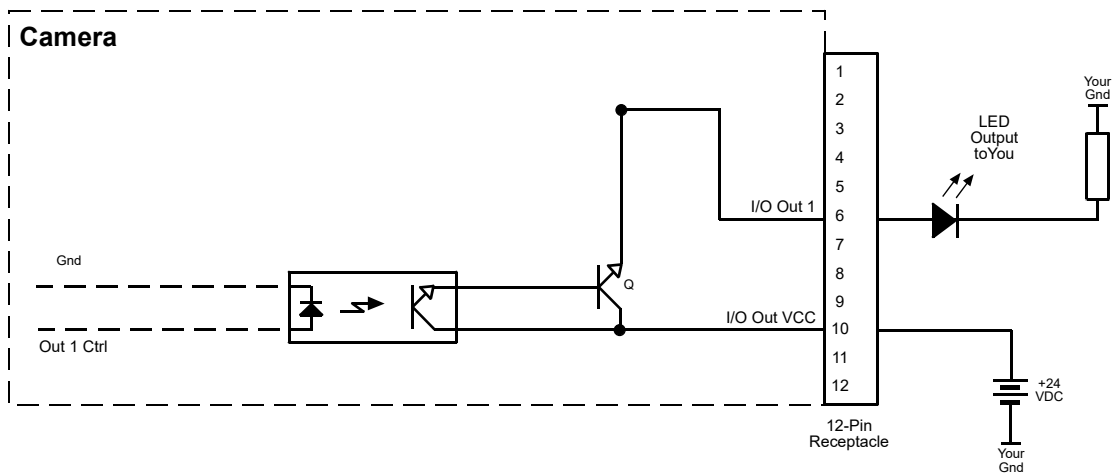 Camera
1
2
3
4
5
6
7
8
9
10
11
12
Your
Gnd
LED
Output
toYou
I/O Out 1
Gnd
Q
I/O Out VCC
Out 1 Ctrl
+24
VDC
12-Pin
Receptacle
Your
Gnd